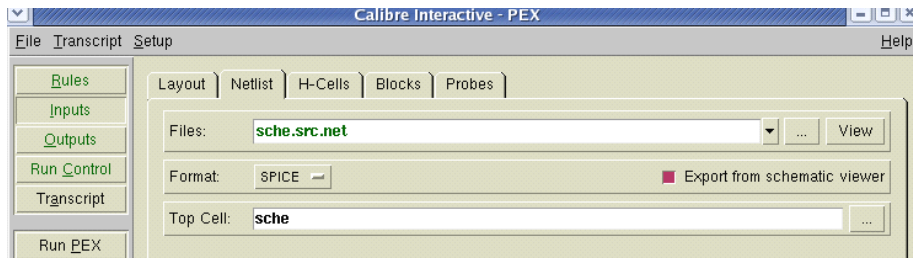 Calibre Interactive - PEX
File Transcript Setup Help
Rules
Inputs
Outputs
Run Control
Transcript
Run PEX
Layout Netlist H-Cells Blocks Probes
Files: sche.src.net ... View
Format: SPICE Export from schematic viewer
Top Cell: sche ...